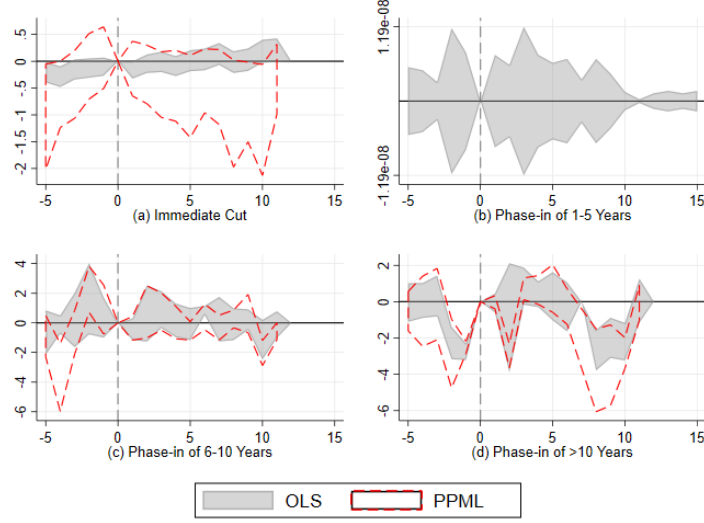 .5
0
-.5
-1
-1.5
-2
-5 0 5 10 15
(a) Immediate Cut
1.19e-08
-1.19e-08
-5 0 5 10 15
(b) Phase-in of 1-5 Years
4
2
0
-2
-4
-6
-5 0 5 10 15
(c) Phase-in of 6-10 Years
2
0
-2
-4
-6
-5 0 5 10 15
(d) Phase-in of >10 Years
OLS PPML